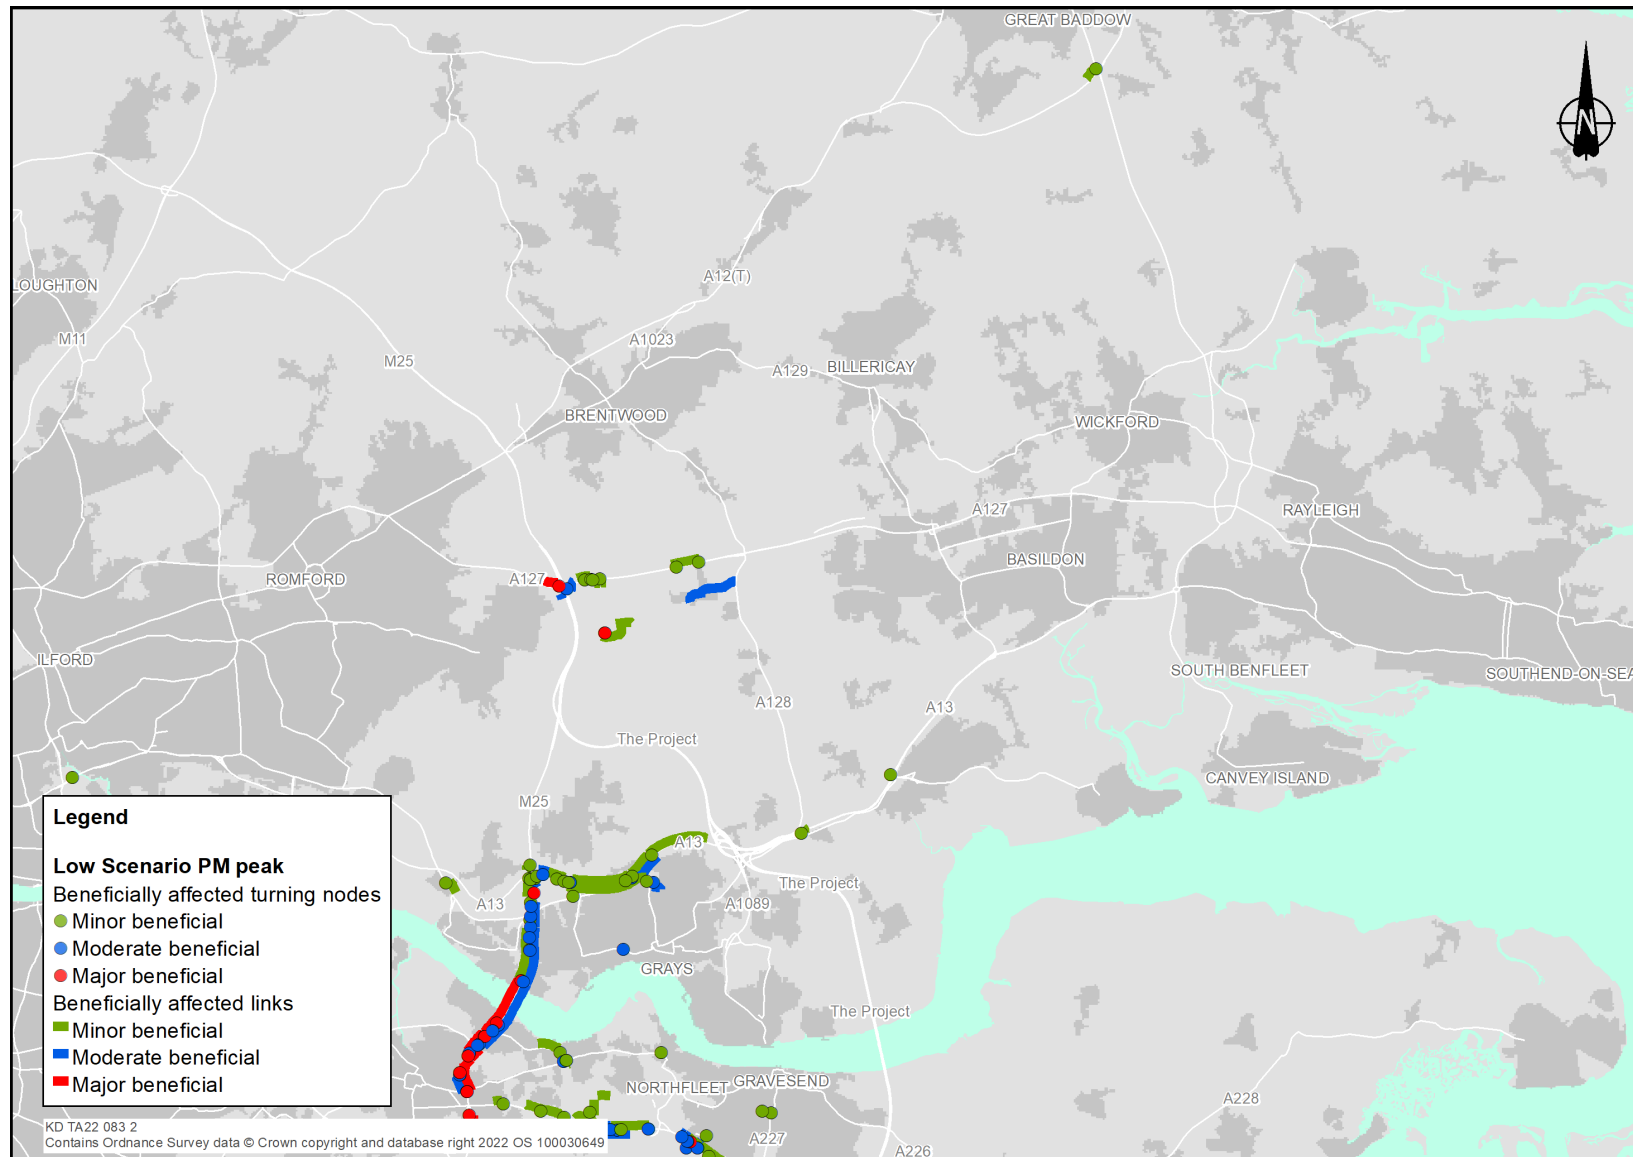 GREAT BADDOW
N
A12(T)
LOUGHTON
M11
A1023
M25
A129
BILLERICAY
BRENTWOOD
WICKFORD
A127
RAYLEIGH
BASILDON
ROMFORD
A127
ILFORD
SOUTH BENFLEET
SOUTHEND-ON-SEA
A128
A13
The Project
CANVEY ISLAND
M25
A13
The Project
A13
A1089
GRAYS
The Project
NORTHFLEET
GRAVESEND
A228
A227
A226
Legend
Low Scenario PM peak
Beneficially affected turning nodes
Minor beneficial
Moderate beneficial
Major beneficial
Beneficially affected links
Minor beneficial
Moderate beneficial
Major beneficial
KD TA22 083 2
Contains Ordnance Survey data © Crown copyright and database right 2022 OS 100030649